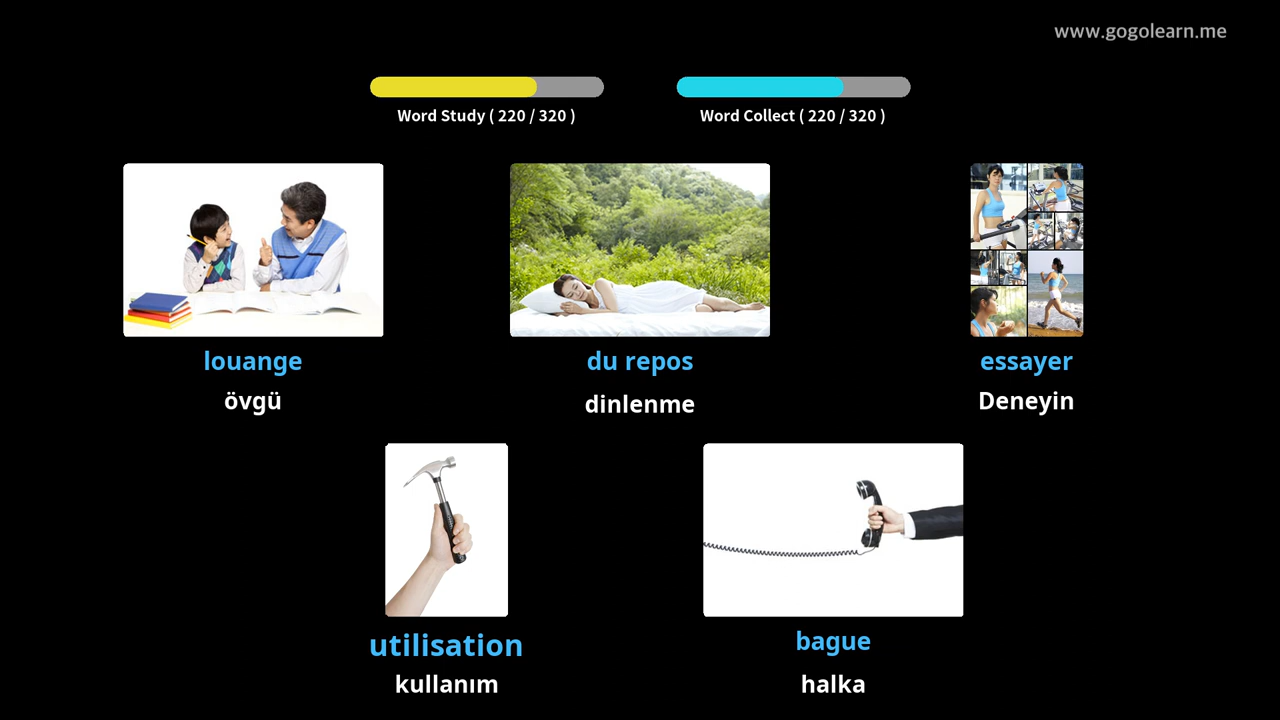 www.gogolearn.me
Word Study ( 220 / 320 )
Word Collect ( 220 / 320 )
louange
övgü
du repos
dinlenme
essayer
Deneyin
utilisation
kullanım
bague
halka